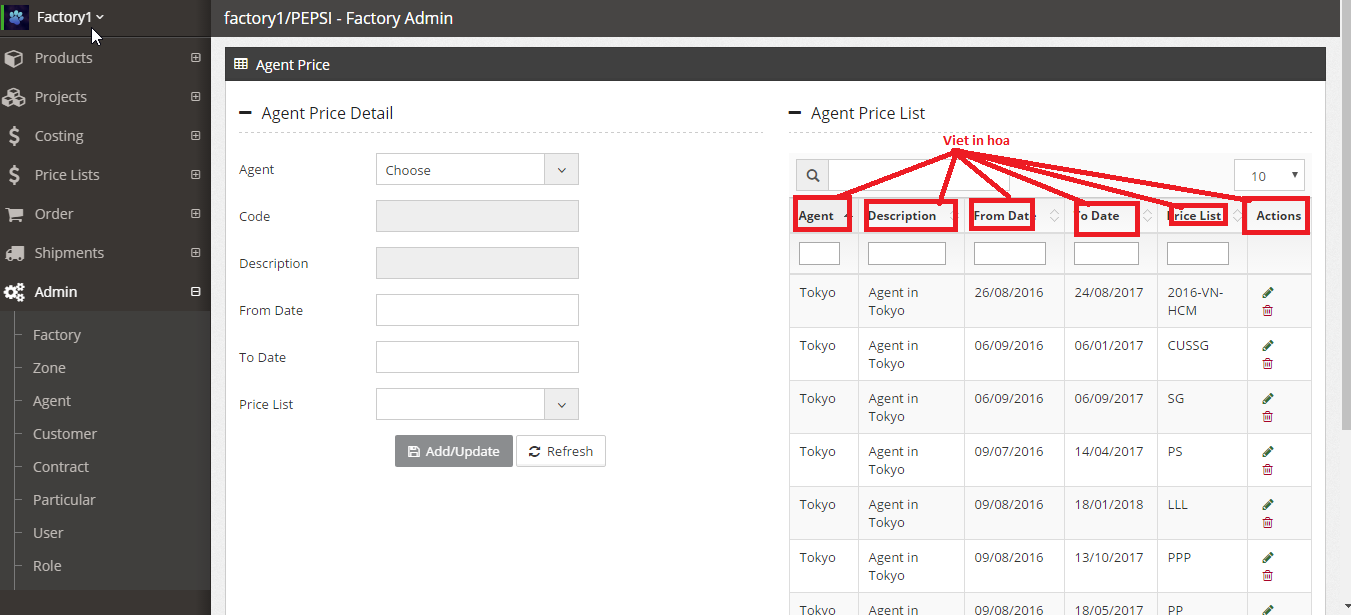 Factory1
factory1/PEPSI - Factory Admin
Products
Projects
Costing
Price Lists
Order
Shipments
Admin
Factory
Zone
Agent
Customer
Contract
Particular
User
Role
Agent Price
Agent Price Detail
Agent
Choose
Code
Description
From Date
To Date
Price List
Add/Update
Refresh
Agent Price List
Viet in hoa
10
Agent Description From Date To Date Price List Actions
Tokyo Agent in Tokyo 26/08/2016 24/08/2017 2016-VN-HCM
Tokyo Agent in Tokyo 06/09/2016 06/01/2017 CUSSG
Tokyo Agent in Tokyo 06/09/2016 06/09/2017 SG
Tokyo Agent in Tokyo 09/07/2016 14/04/2017 PS
Tokyo Agent in Tokyo 09/08/2016 18/01/2018 LLL
Tokyo Agent in Tokyo 09/08/2016 13/10/2017 PPP
Tokyo Agent in 09/08/2016 18/05/2017 PP